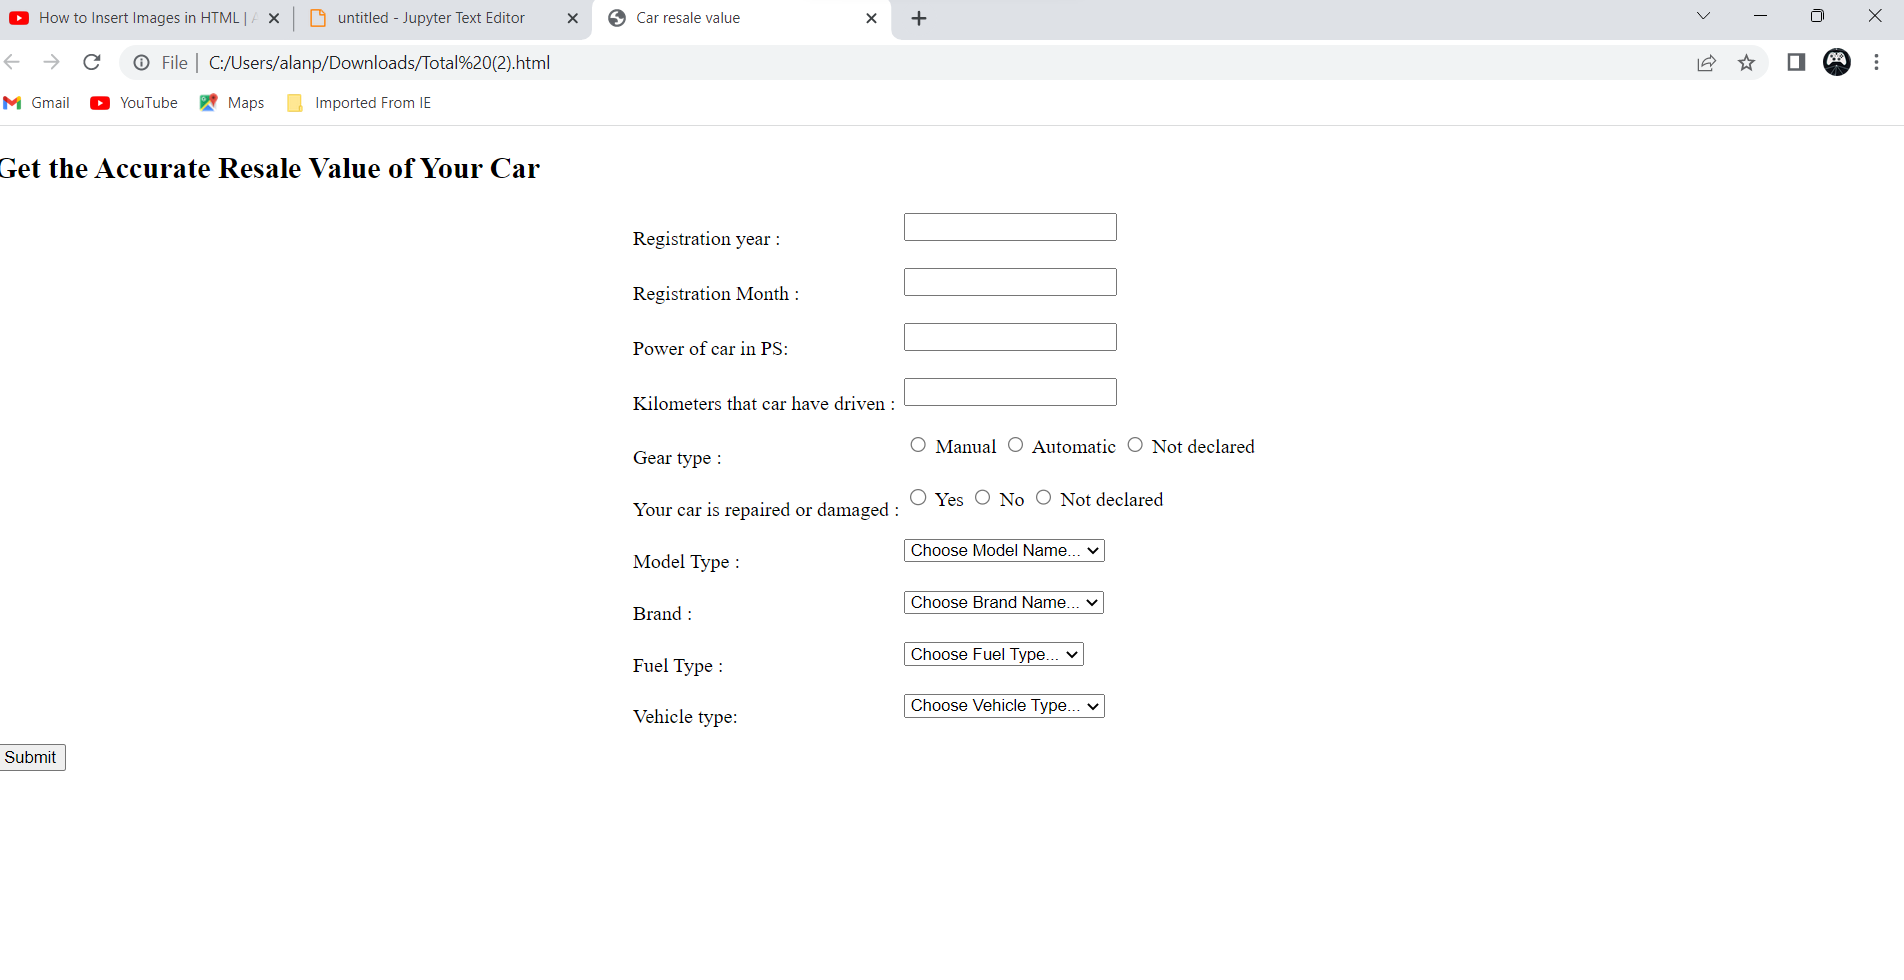 How to Insert Images in HTML |
untitled - Jupyter Text Editor
Car resale value
File
C:/Users/alanp/Downloads/Total%20(2).html
Gmail
YouTube
Maps
Imported From IE
Get the Accurate Resale Value of Your Car
Registration year :
Registration Month :
Power of car in PS:
Kilometers that car have driven :
Gear type : Manual Automatic Not declared
Your car is repaired or damaged : Yes No Not declared
Model Type : Choose Model Name...
Brand : Choose Brand Name...
Fuel Type : Choose Fuel Type...
Vehicle type: Choose Vehicle Type...
Submit